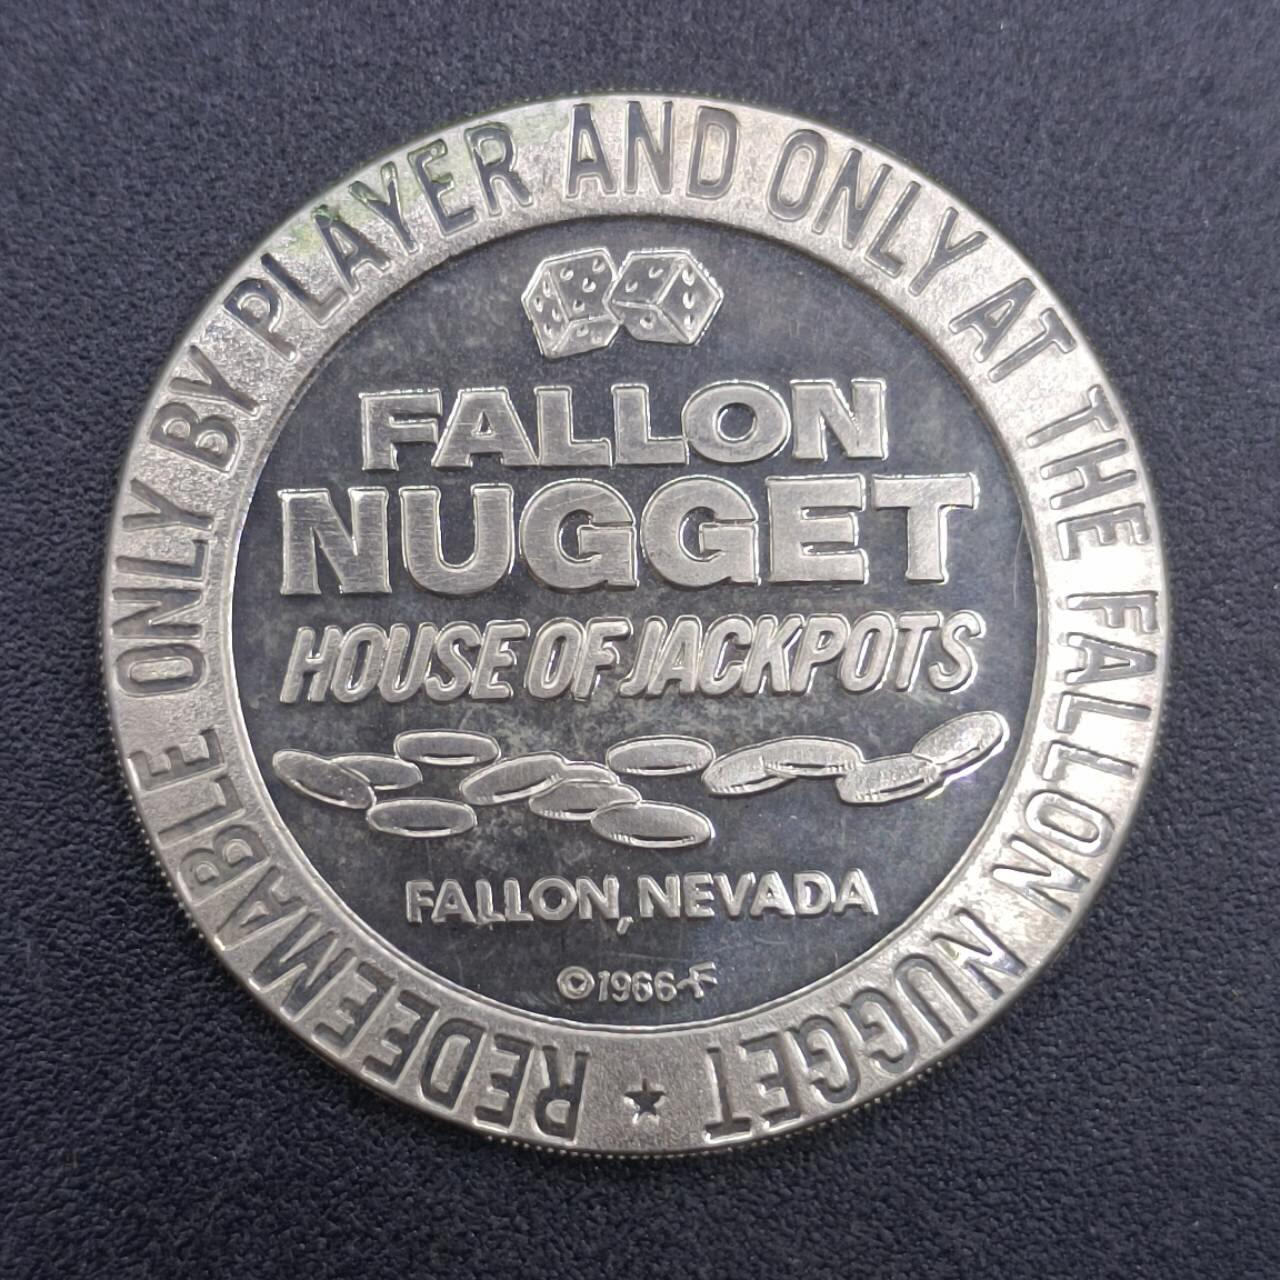 REDEEMABLE ONLY BY PLAYER AND ONLY AT THE FALLON NUGGET ★
FALLON
NUGGET
HOUSE OF JACKPOTS
FALLON, NEVADA
©1966-F